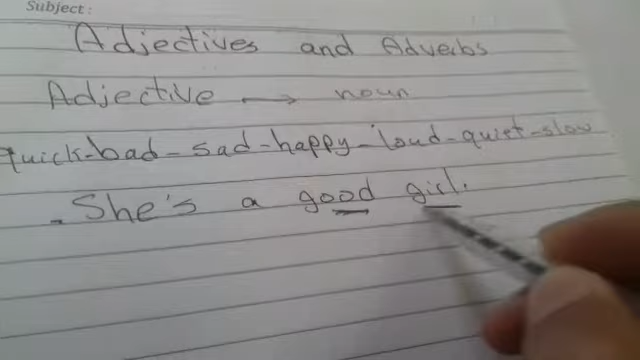 Subject:
Adjectives and Adverbs
Adjective → noun
quick-bad-sad-happy-loud-quiet-slow
- She's a good girl.